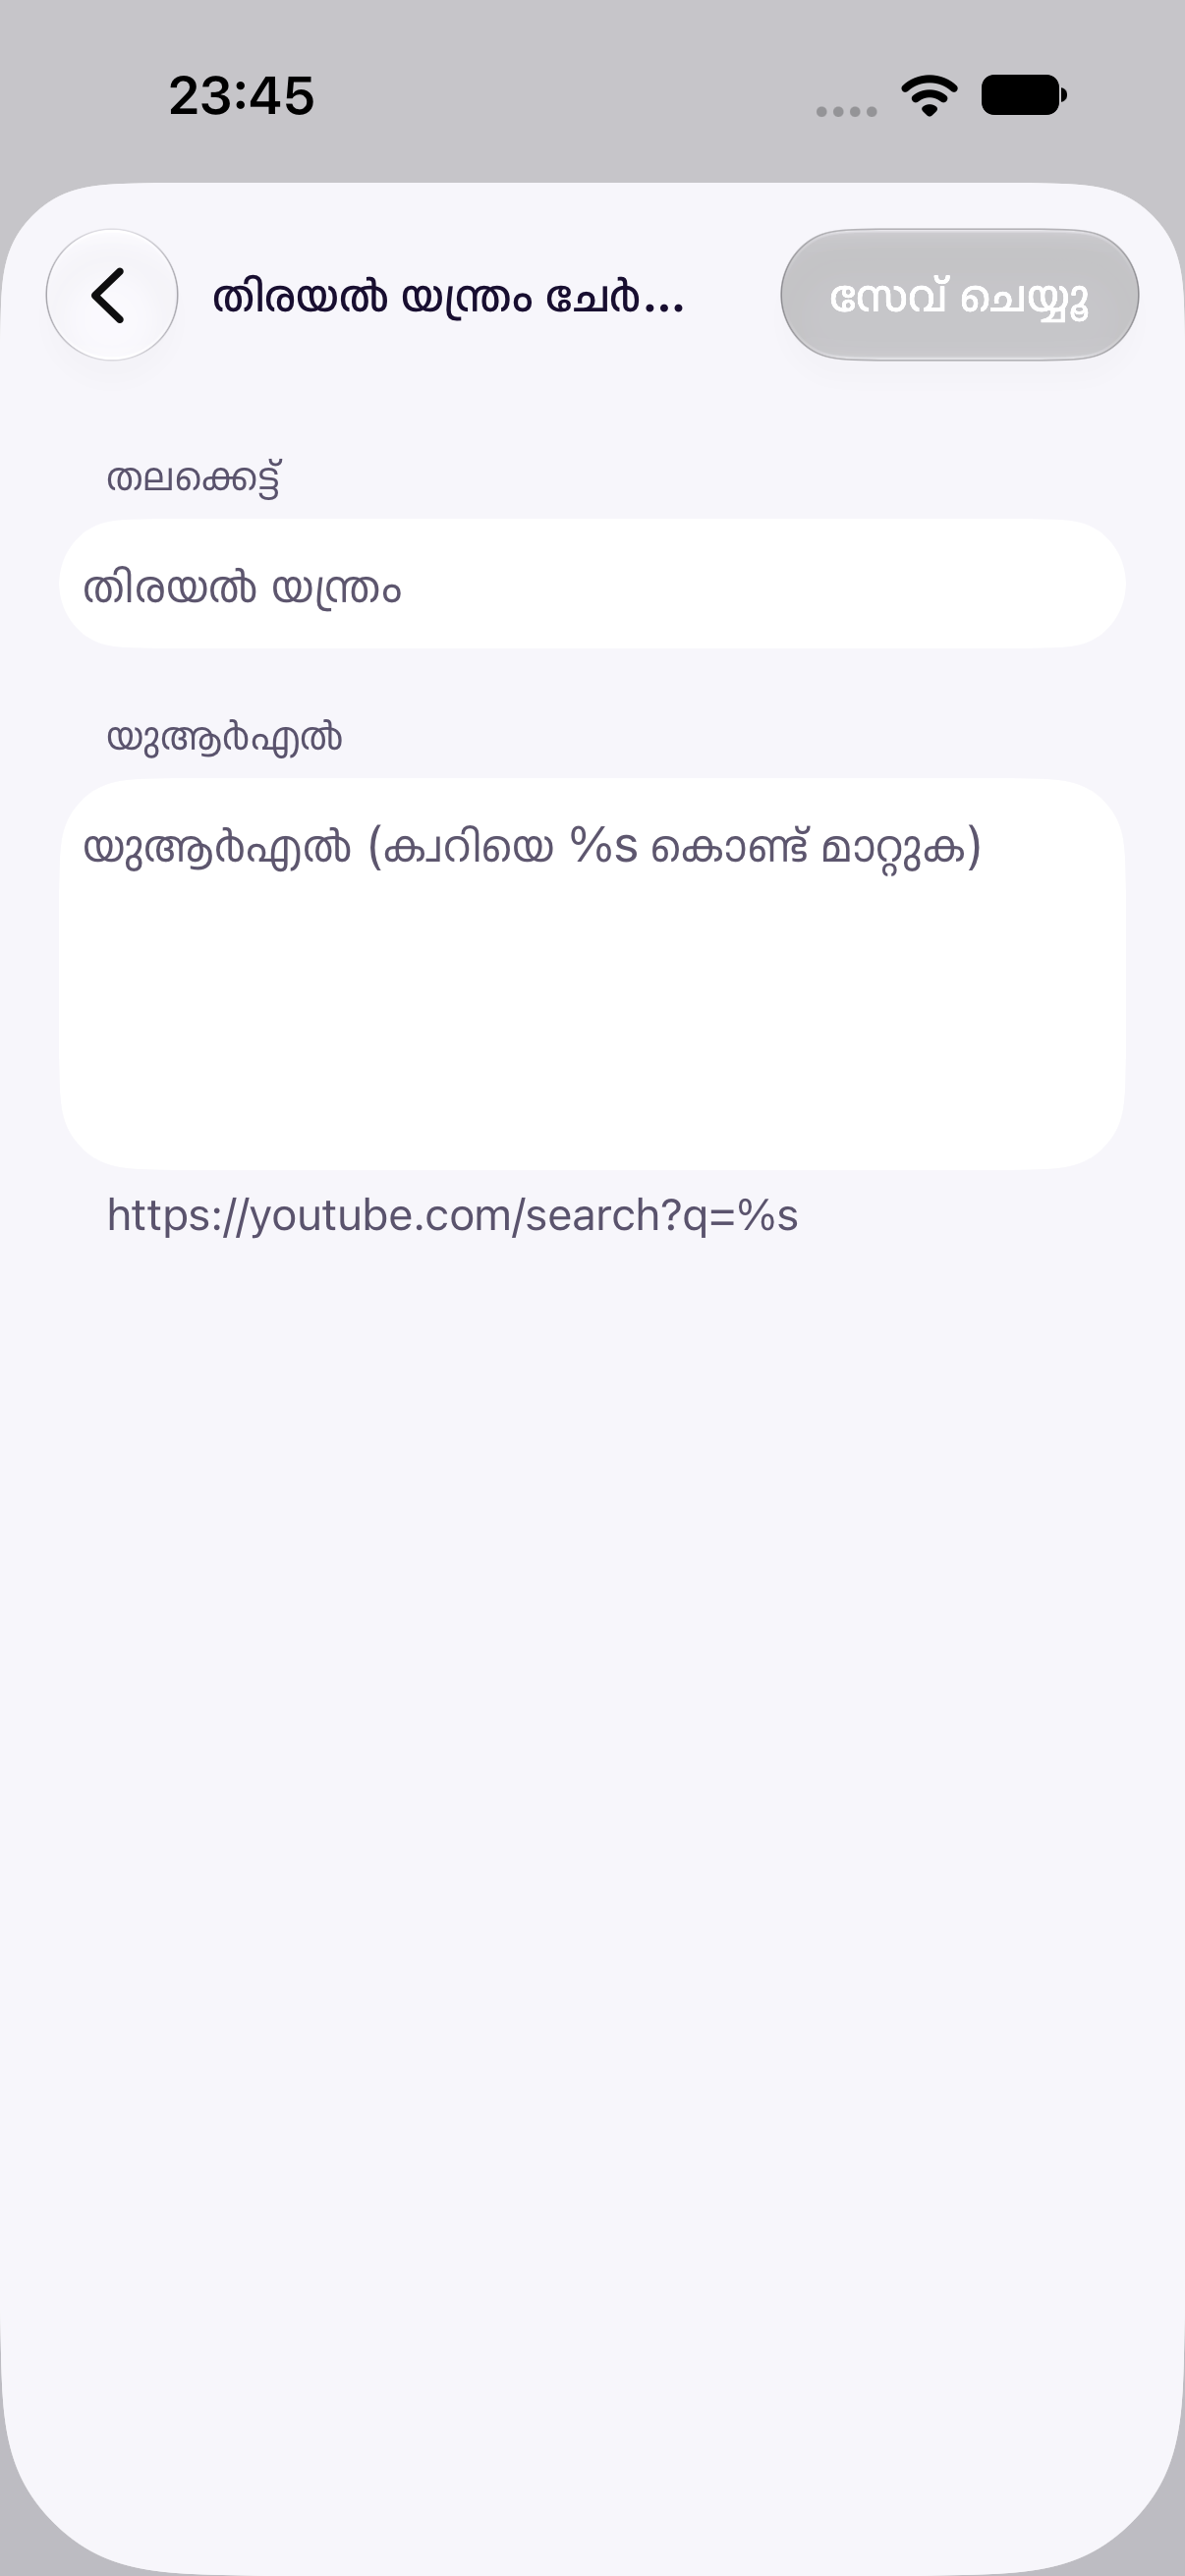 23:45
തിരയൽ യന്ത്രം ചേർ...
സേവ് ചെയ്യൂ
തലക്കെട്ട്
തിരയൽ യന്ത്രം
യുആർഎൽ
യുആർഎൽ (ക്വറിയെ %s കൊണ്ട് മാറ്റുക)
https://youtube.com/search?q=%s